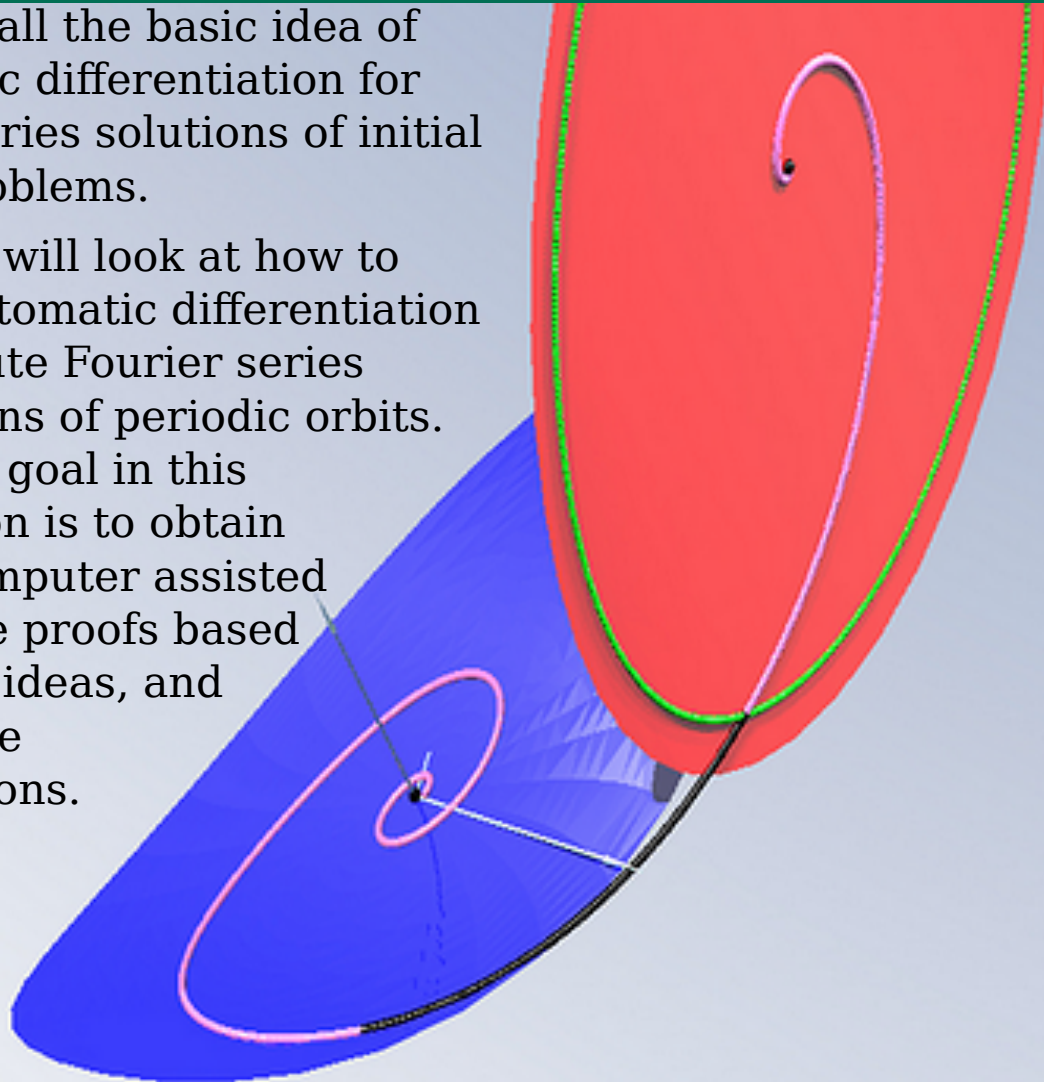 all the basic idea of
c differentiation for
ries solutions of initial
oblems.
will look at how to
tomatic differentiation
ute Fourier series
ns of periodic orbits.
goal in this
on is to obtain
mputer assisted
e proofs based
ideas, and
e
ons.